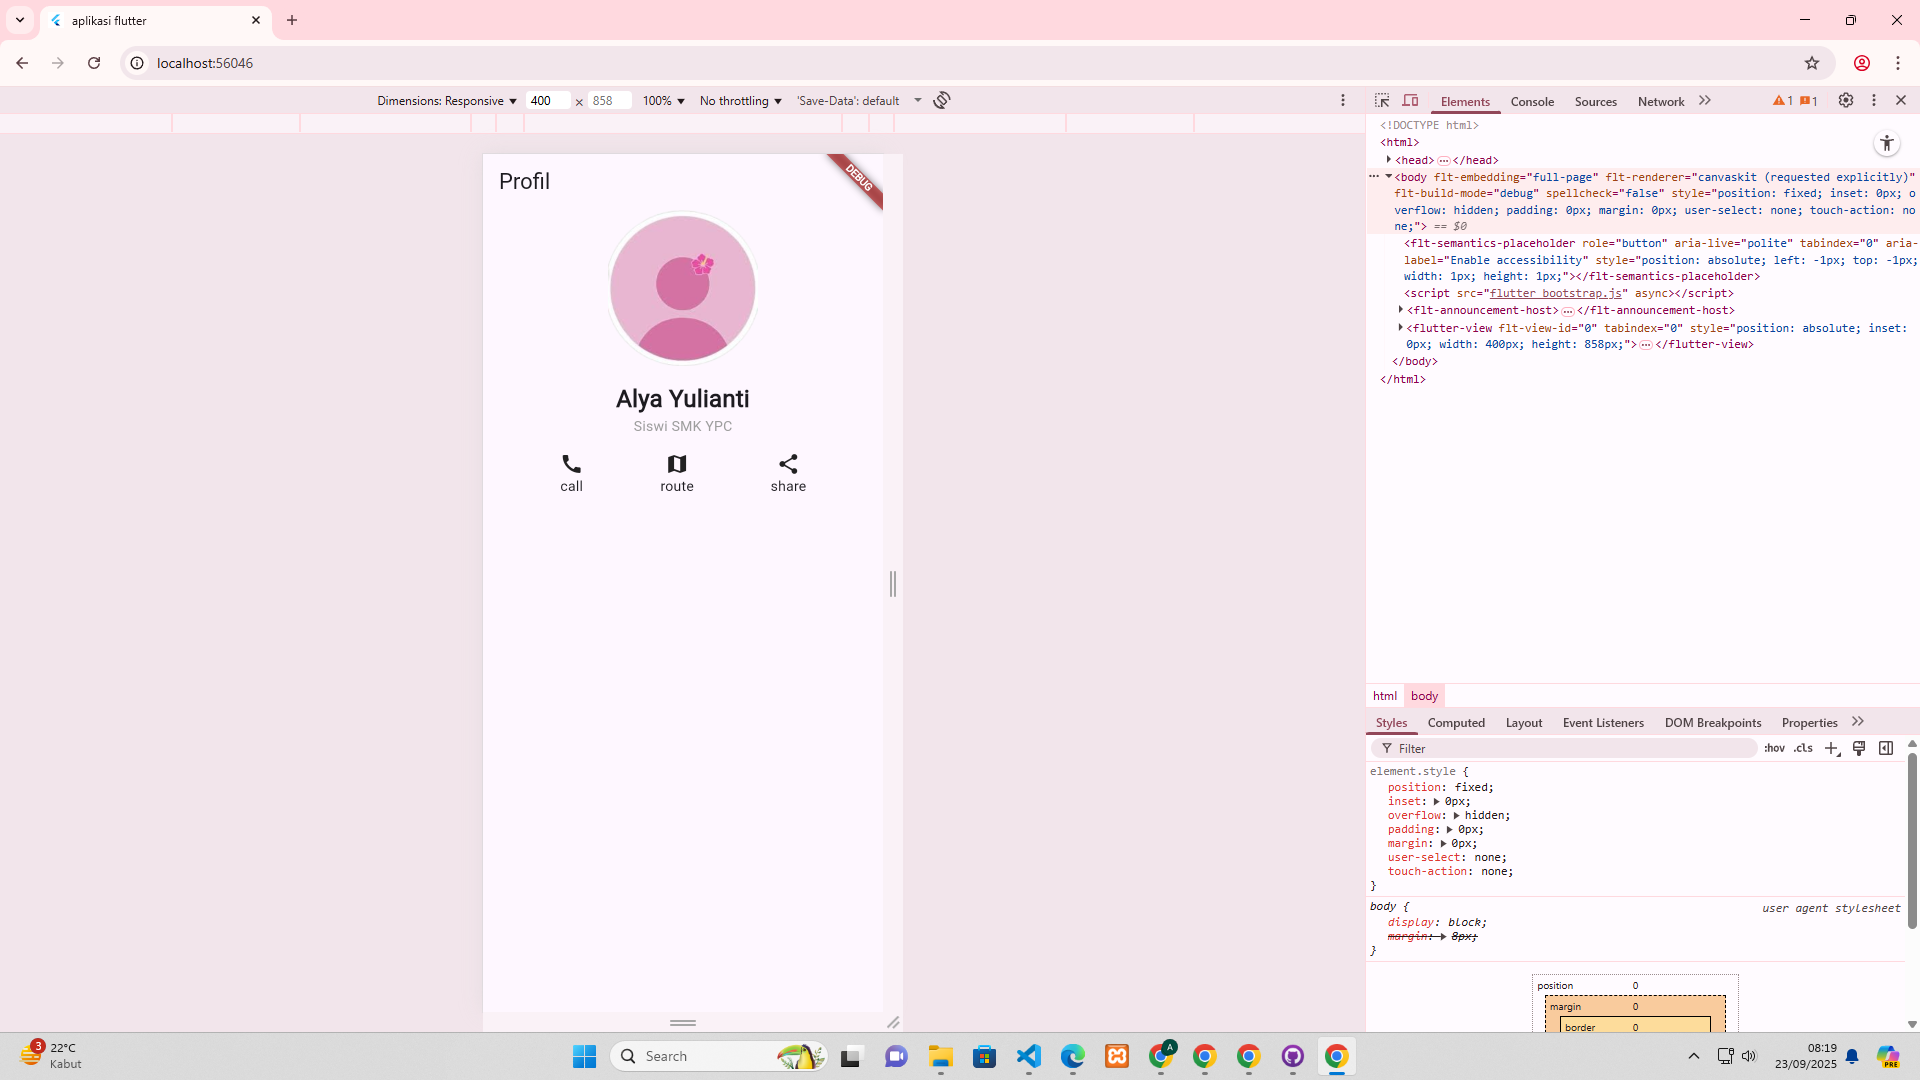 aplikasi flutter
localhost:56046
Dimensions: Responsive 400 × 858 100% No throttling 'Save-Data': default
Elements Console Sources Network 1 1
Profil
DEBUG
Alya Yulianti
Siswi SMK YPC
call route share
<!DOCTYPE html>
<html>
<head> … </head>
… <body flt-embedding="full-page" flt-renderer="canvaskit (requested explicitly)"
flt-build-mode="debug" spellcheck="false" style="position: fixed; inset: 0px; o
verflow: hidden; padding: 0px; margin: 0px; user-select: none; touch-action: no
ne;"> == $0
<flt-semantics-placeholder role="button" aria-live="polite" tabindex="0" aria-
label="Enable accessibility" style="position: absolute; left: -1px; top: -1px;
width: 1px; height: 1px;"></flt-semantics-placeholder>
<script src="flutter_bootstrap.js" async></script>
<flt-announcement-host> … </flt-announcement-host>
<flutter-view flt-view-id="0" tabindex="0" style="position: absolute; inset:
0px; width: 400px; height: 858px;"> … </flutter-view>
</body>
</html>
html body
Styles Computed Layout Event Listeners DOM Breakpoints Properties
Filter :hov .cls
element.style {
position: fixed;
inset: 0px;
overflow: hidden;
padding: 0px;
margin: 0px;
user-select: none;
touch-action: none;
}
body { user agent stylesheet
display: block;
margin: 8px;
}
position 0
margin 0
border 0
3
22°C
Kabut
Search
A
08:19
23/09/2025
PRE